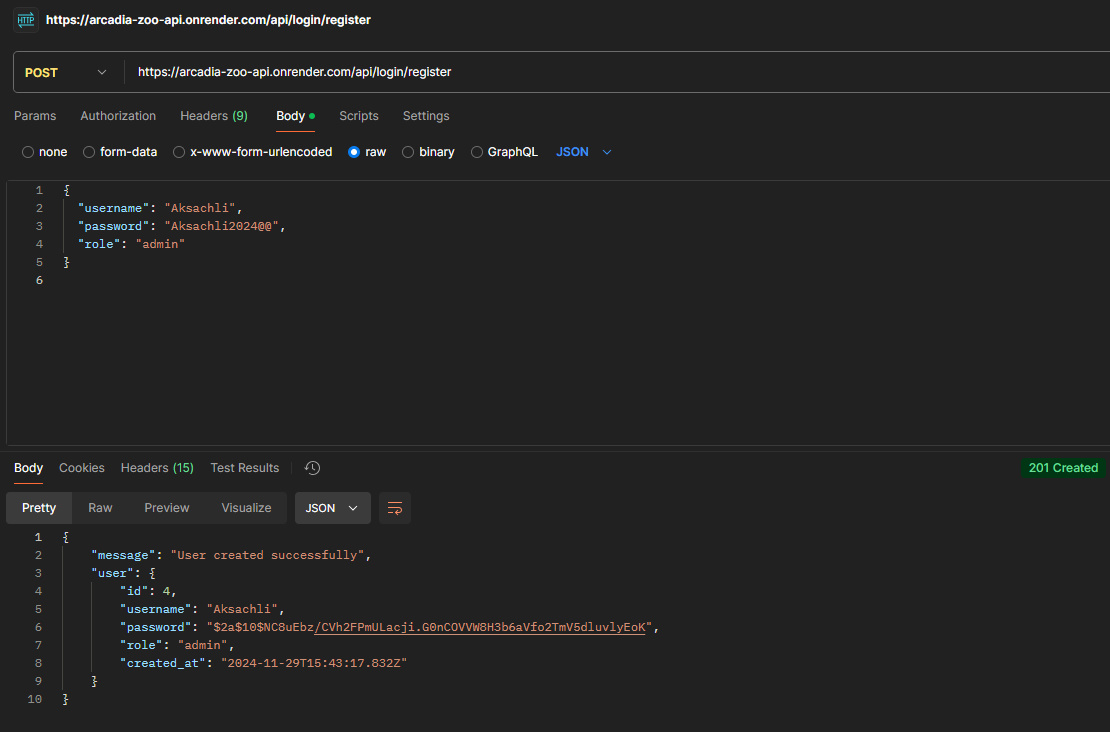 HTTP https://arcadia-zoo-api.onrender.com/api/login/register
POST https://arcadia-zoo-api.onrender.com/api/login/register
Params Authorization Headers (9) Body Scripts Settings
none form-data x-www-form-urlencoded raw binary GraphQL JSON
1 {
2 "username": "Aksachli",
3 "password": "Aksachli2024@@",
4 "role": "admin"
5 }
6
Body Cookies Headers (15) Test Results 201 Created
Pretty Raw Preview Visualize JSON
1 {
2 "message": "User created successfully",
3 "user": {
4 "id": 4,
5 "username": "Aksachli",
6 "password": "$2a$10$NC8uEbz/CVh2FPmULacji.G0nCOVVW8H3b6aVfo2TmV5dluvlyEoK",
7 "role": "admin",
8 "created_at": "2024-11-29T15:43:17.832Z"
9 }
10 }